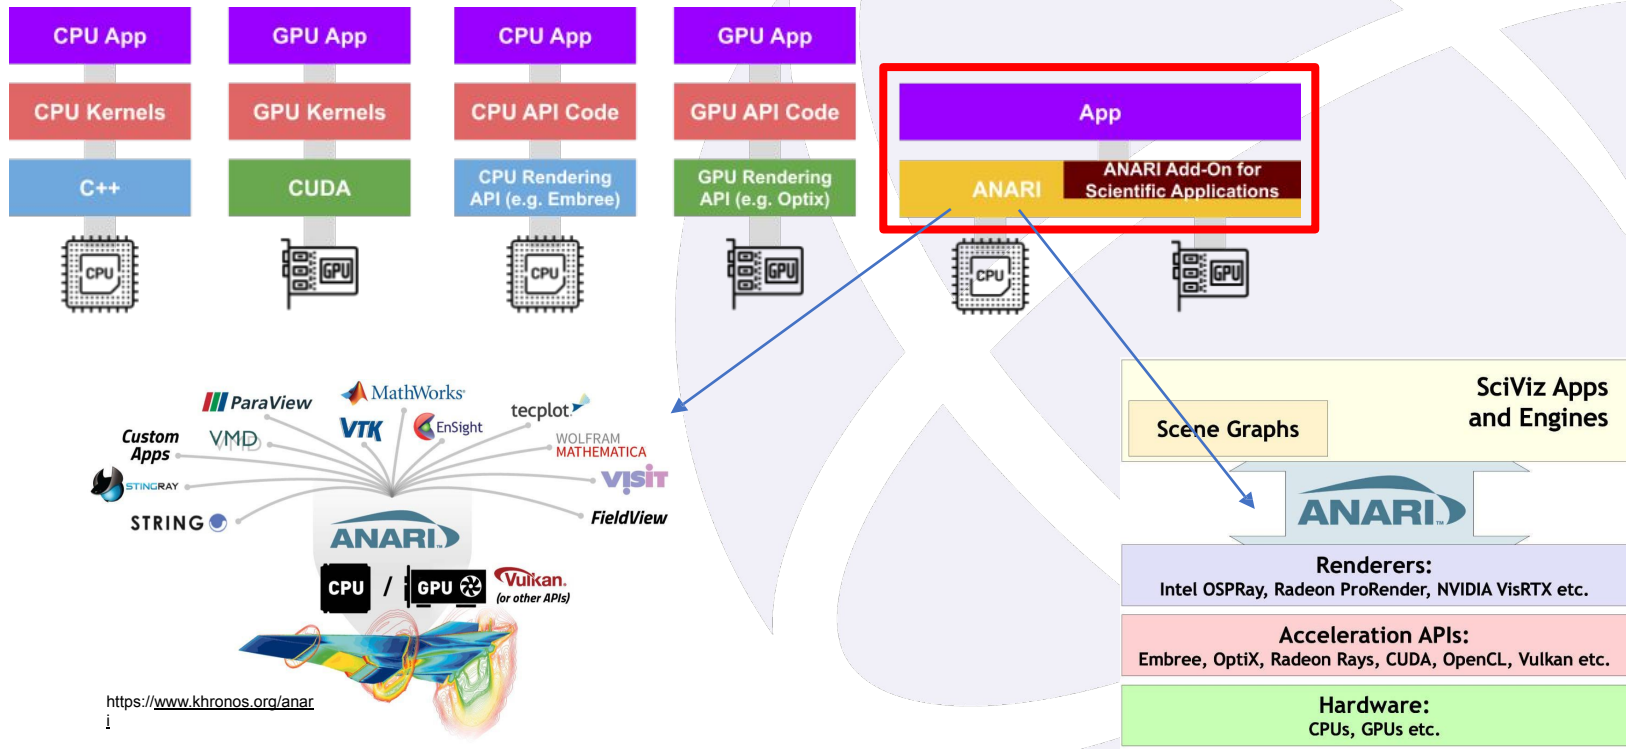 CPU App
GPU App
CPU App
GPU App
CPU Kernels
GPU Kernels
CPU API Code
GPU API Code
App
C++
CUDA
CPU Rendering
API (e.g. Embree)
GPU Rendering
API (e.g. Optix)
ANARI
ANARI Add-On for
Scientific Applications
CPU
GPU
CPU
GPU
CPU
GPU
ParaView
MathWorks®
tecplot.
Custom
Apps
VMD
VTK
EnSight
WOLFRAM
MATHEMATICA
STINGRAY
VISIT
STRING
FieldView
ANARI™
CPU / GPU
Vulkan.
(or other APIs)
https://www.khronos.org/anar
i
SciViz Apps
and Engines
Scene Graphs
ANARI™
Renderers:
Intel OSPRay, Radeon ProRender, NVIDIA VisRTX etc.
Acceleration APIs:
Embree, OptiX, Radeon Rays, CUDA, OpenCL, Vulkan etc.
Hardware:
CPUs, GPUs etc.